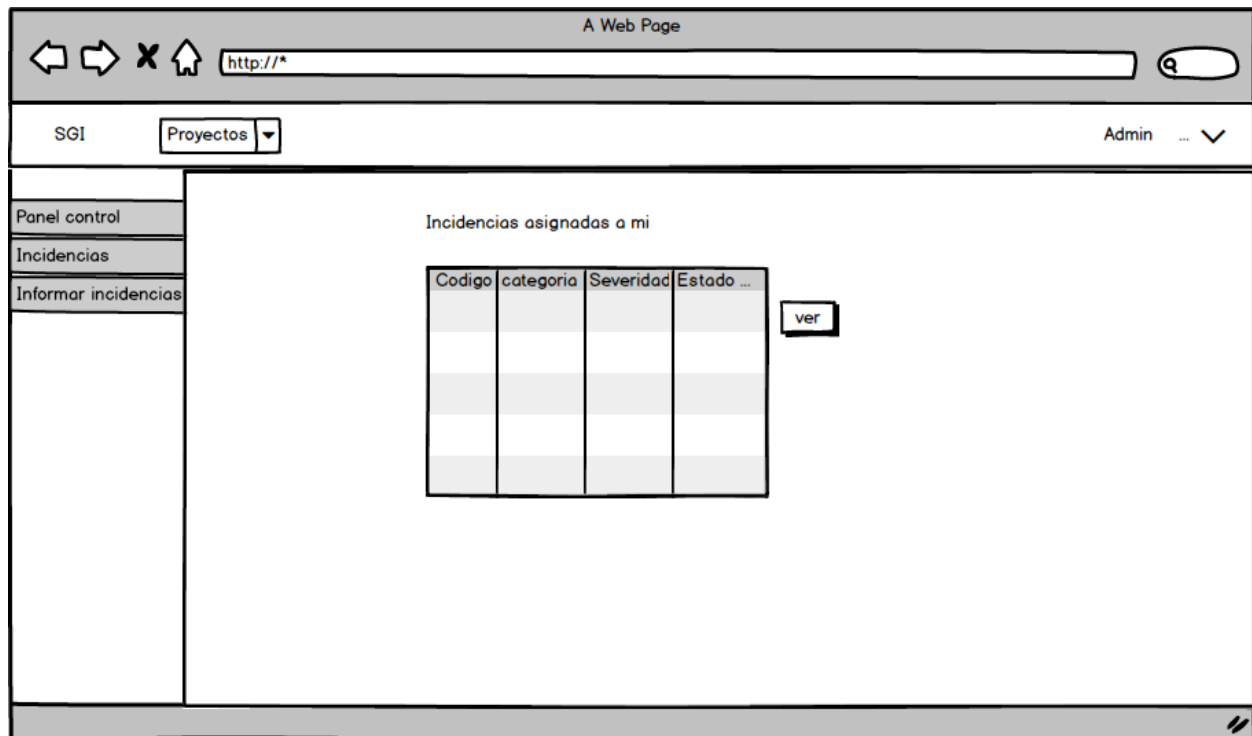 A Web Page
http://*
SGI
Proyectos
Admin ...
Panel control
Incidencias
Informar incidencias
Incidencias asignadas a mi
Codigo categoria Severidad Estado ...
ver